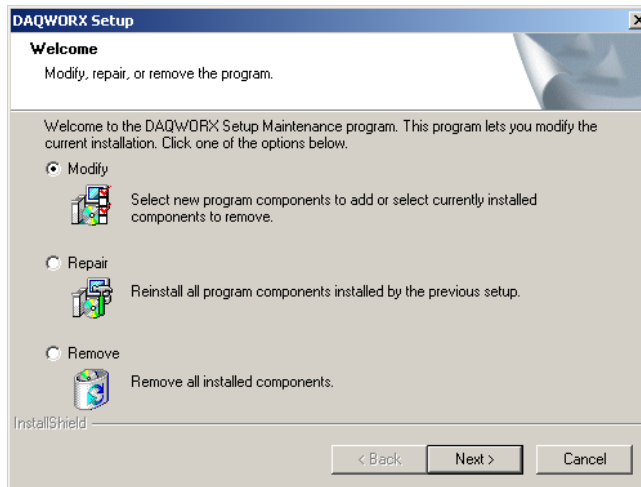 DAQWORX Setup
Welcome
Modify, repair, or remove the program.
Welcome to the DAQWORX Setup Maintenance program. This program lets you modify the
current installation. Click one of the options below.
Modify
Select new program components to add or select currently installed
components to remove.
Repair
Reinstall all program components installed by the previous setup.
Remove
Remove all installed components.
InstallShield
< Back
Next >
Cancel